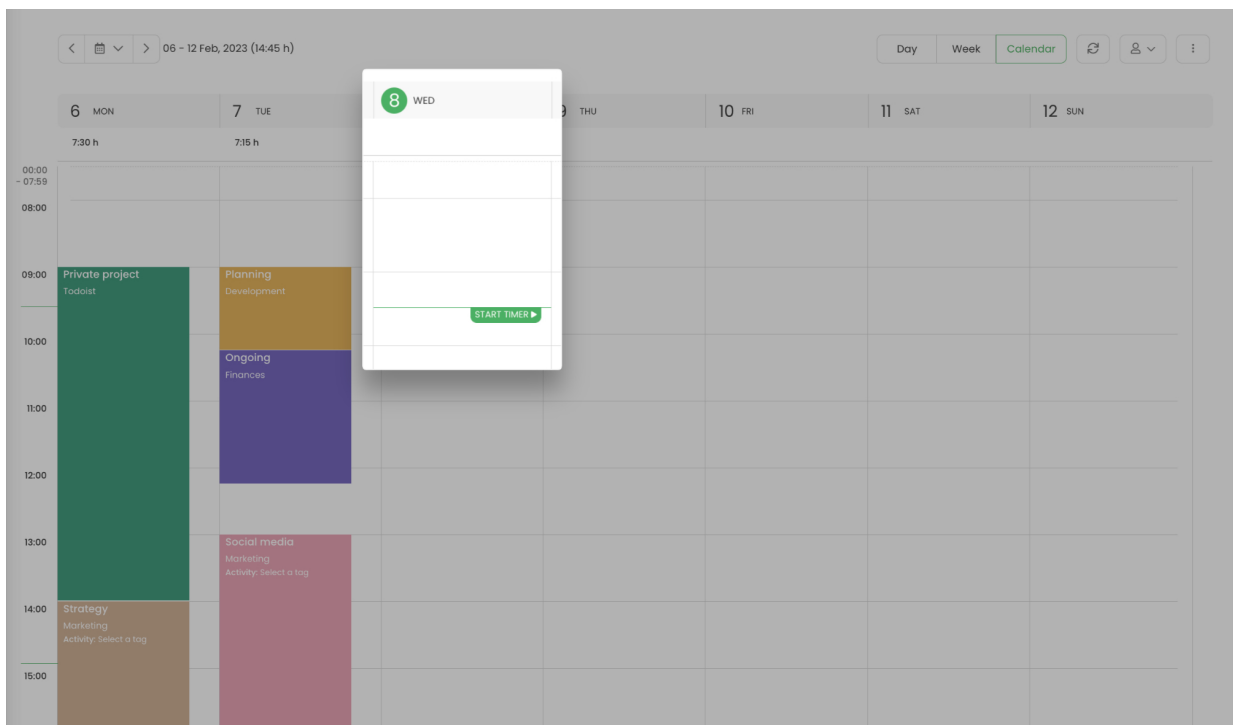 06 - 12 Feb, 2023 (14:45 h)
Day Week Calendar
6 MON 7 TUE 8 WED 9 THU 10 FRI 11 SAT 12 SUN
7:30 h 7:15 h
00:00
- 07:59
08:00
09:00 Private project Planning
Todoist Development
START TIMER
10:00
Ongoing
Finances
11:00
12:00
13:00 Social media
Marketing
Activity: Select a tag
14:00 Strategy
Marketing
Activity: Select a tag
15:00